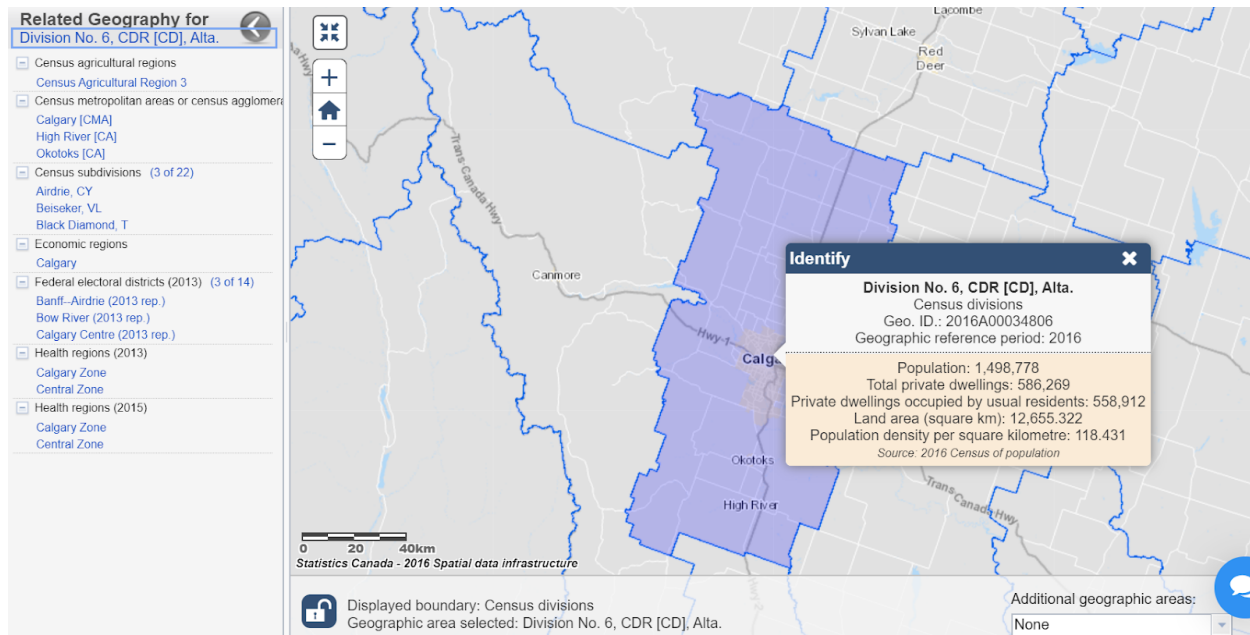 Related Geography for
Division No. 6, CDR [CD], Alta.
Census agricultural regions
Census Agricultural Region 3
Census metropolitan areas or census agglomera
Calgary [CMA]
High River [CA]
Okotoks [CA]
Census subdivisions (3 of 22)
Airdrie, CY
Beiseker, VL
Black Diamond, T
Economic regions
Calgary
Federal electoral districts (2013) (3 of 14)
Banff--Airdrie (2013 rep.)
Bow River (2013 rep.)
Calgary Centre (2013 rep.)
Health regions (2013)
Calgary Zone
Central Zone
Health regions (2015)
Calgary Zone
Central Zone
Lacombe
Sylvan Lake
Red
Deer
Trans-Canada Hwy
Canmore
Hwy-1
Calga
Okotoks
High River
Trans-Canada Hwy
Hwy-2
Identify
Division No. 6, CDR [CD], Alta.
Census divisions
Geo. ID.: 2016A00034806
Geographic reference period: 2016
Population: 1,498,778
Total private dwellings: 586,269
Private dwellings occupied by usual residents: 558,912
Land area (square km): 12,655.322
Population density per square kilometre: 118.431
Source: 2016 Census of population
0 20 40km
Statistics Canada - 2016 Spatial data infrastructure
Displayed boundary: Census divisions
Geographic area selected: Division No. 6, CDR [CD], Alta.
Additional geographic areas:
None